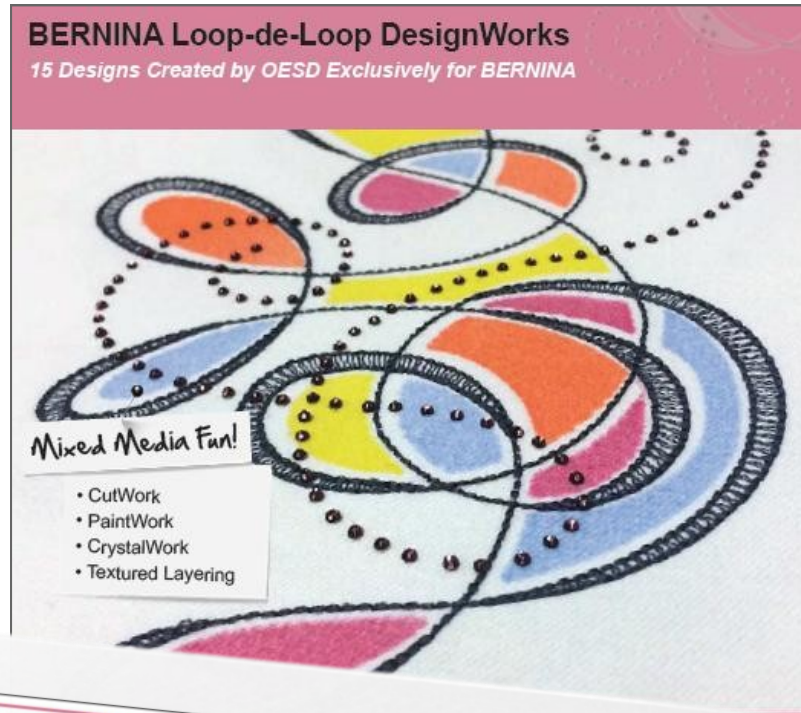 BERNINA Loop-de-Loop DesignWorks
15 Designs Created by OESD Exclusively for BERNINA
Mixed Media Fun!
• CutWork
• PaintWork
• CrystalWork
• Textured Layering